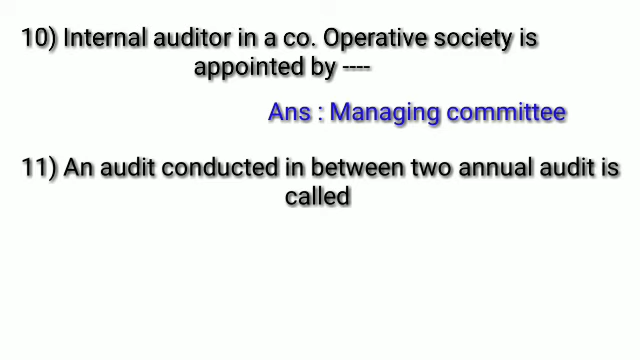 10) Internal auditor in a co. Operative society is
appointed by ----
Ans : Managing committee
11) An audit conducted in between two annual audit is
called